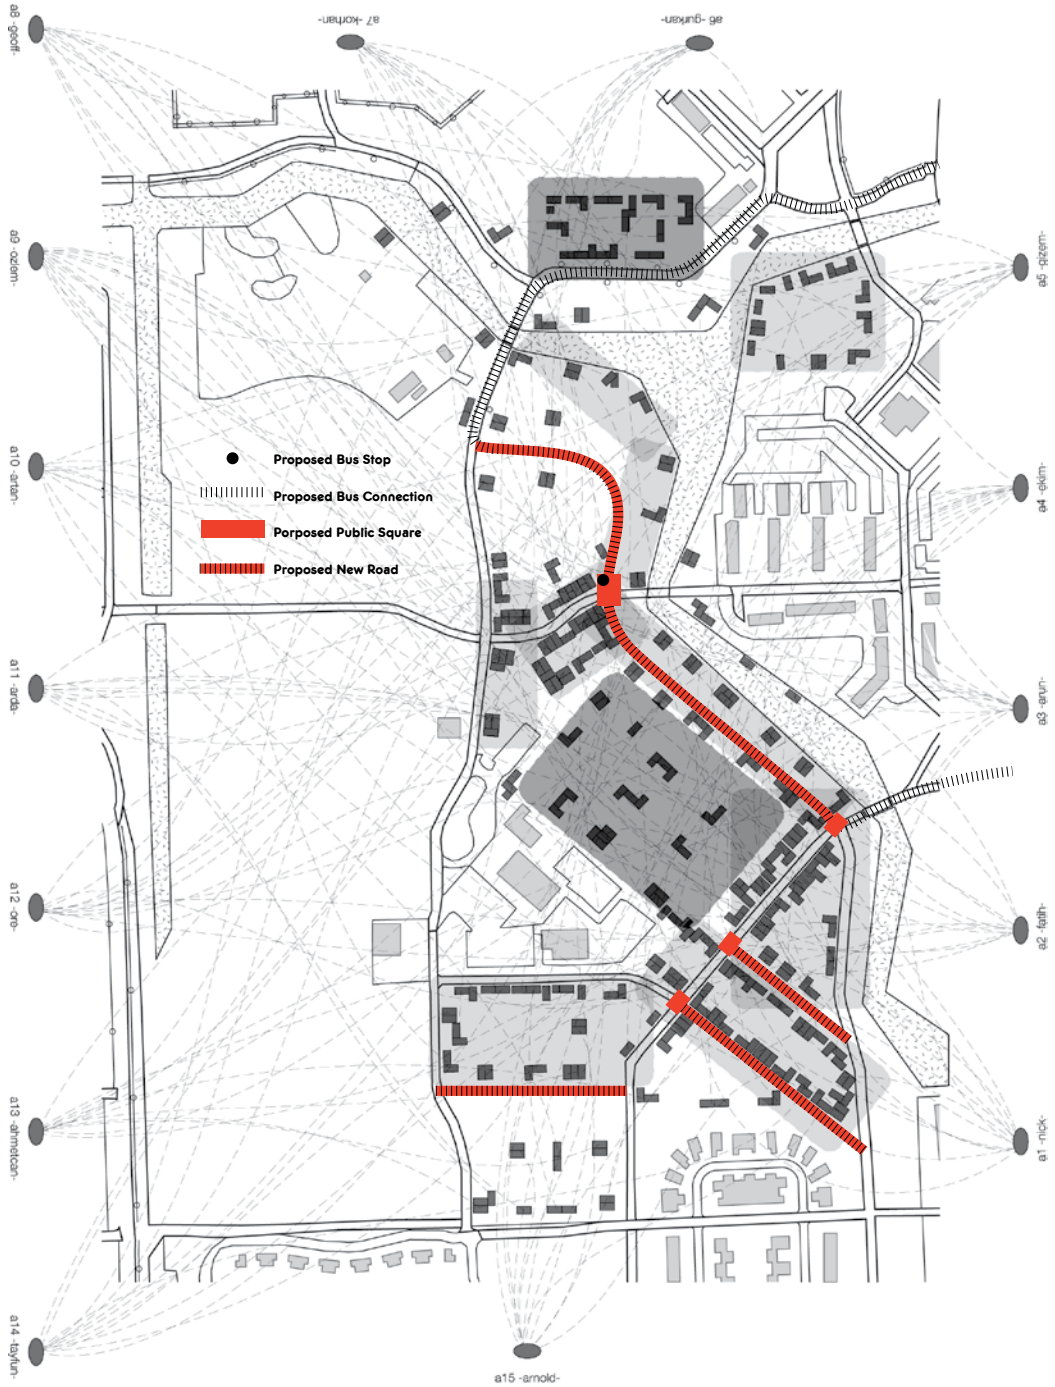 a8 -geoff-
a7 -korhan-
a6 -gurkan-
a9 -ozlem-
a5 -gizem-
a10 -artan-
a4 -ekim-
Proposed Bus Stop
Proposed Bus Connection
Porposed Public Square
Proposed New Road
a11 -arda-
a3 -arun-
a12 -ore-
a2 -fatih-
a13 -ahmetcan-
a1 -nick-
a14 -tayfun-
a15 -arnold-